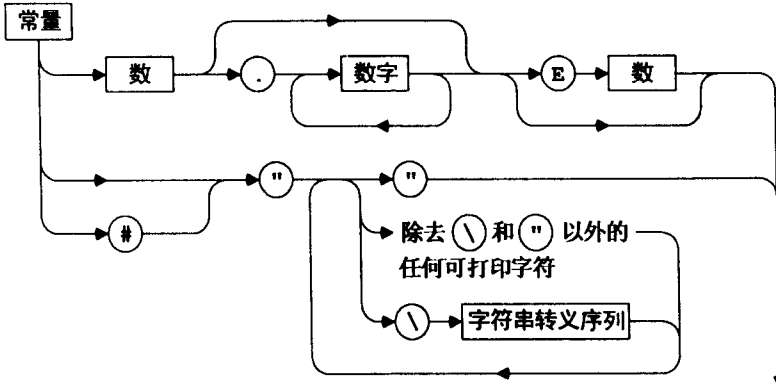 常量
数 . 数字 E 数
" "
#
除去 \ 和 " 以外的
任何可打印字符
\ 字符串转义序列